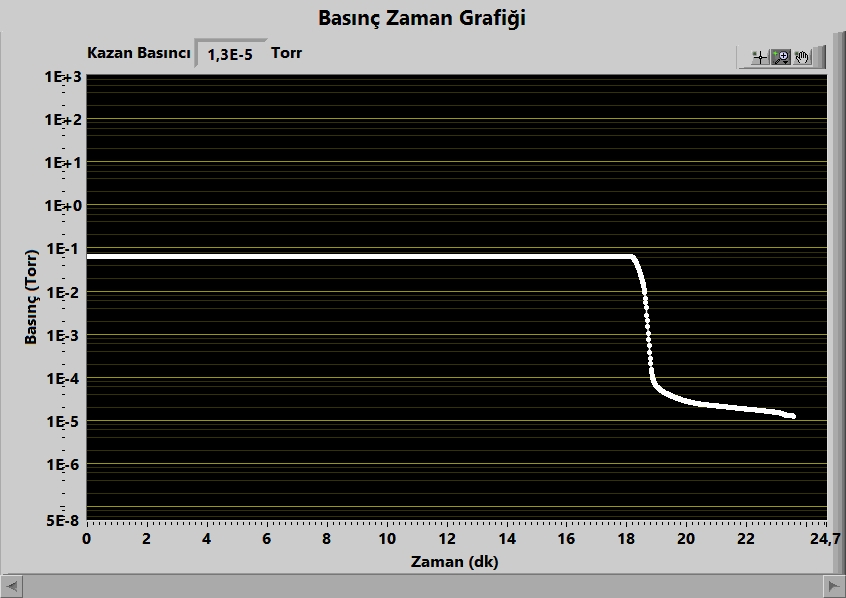 Basınç Zaman Grafiği
Kazan Basıncı 1,3E-5 Torr
1E+3
1E+2
1E+1
1E+0
1E-1
1E-2
1E-3
1E-4
1E-5
1E-6
5E-8
Basınç (Torr)
0 2 4 6 8 10 12 14 16 18 20 22 24,7
Zaman (dk)